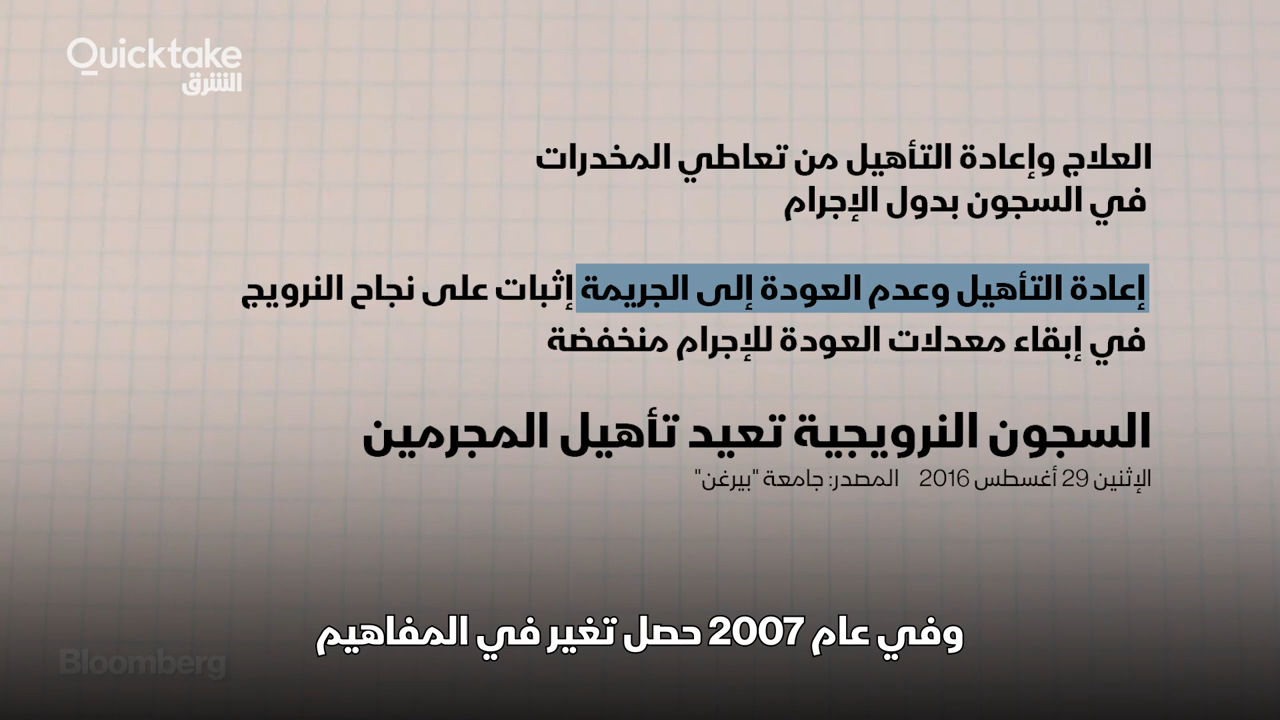 Quicktake
الشرق
العلاج وإعادة التأهيل من تعاطي المخدرات
في السجون بدول الإجرام
إعادة التأهيل وعدم العودة إلى الجريمة إثبات على نجاح النرويج
في إبقاء معدلات العودة للإجرام منخفضة
السجون النرويجية تعيد تأهيل المجرمين
الإثنين 29 أغسطس 2016 المصدر: جامعة "بيرغن"
وفي عام 2007 حصل تغير في المفاهيم
Bloomberg